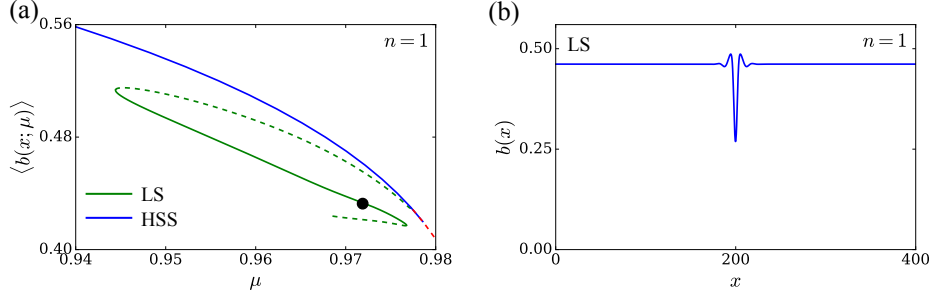 (a)
0.56
n = 1
⟨b(x; μ)⟩
0.48
LS
HSS
0.40
0.94
0.95
0.96
0.97
0.98
μ
(b)
0.50
LS
n = 1
b(x)
0.25
0.00
0
200
400
x